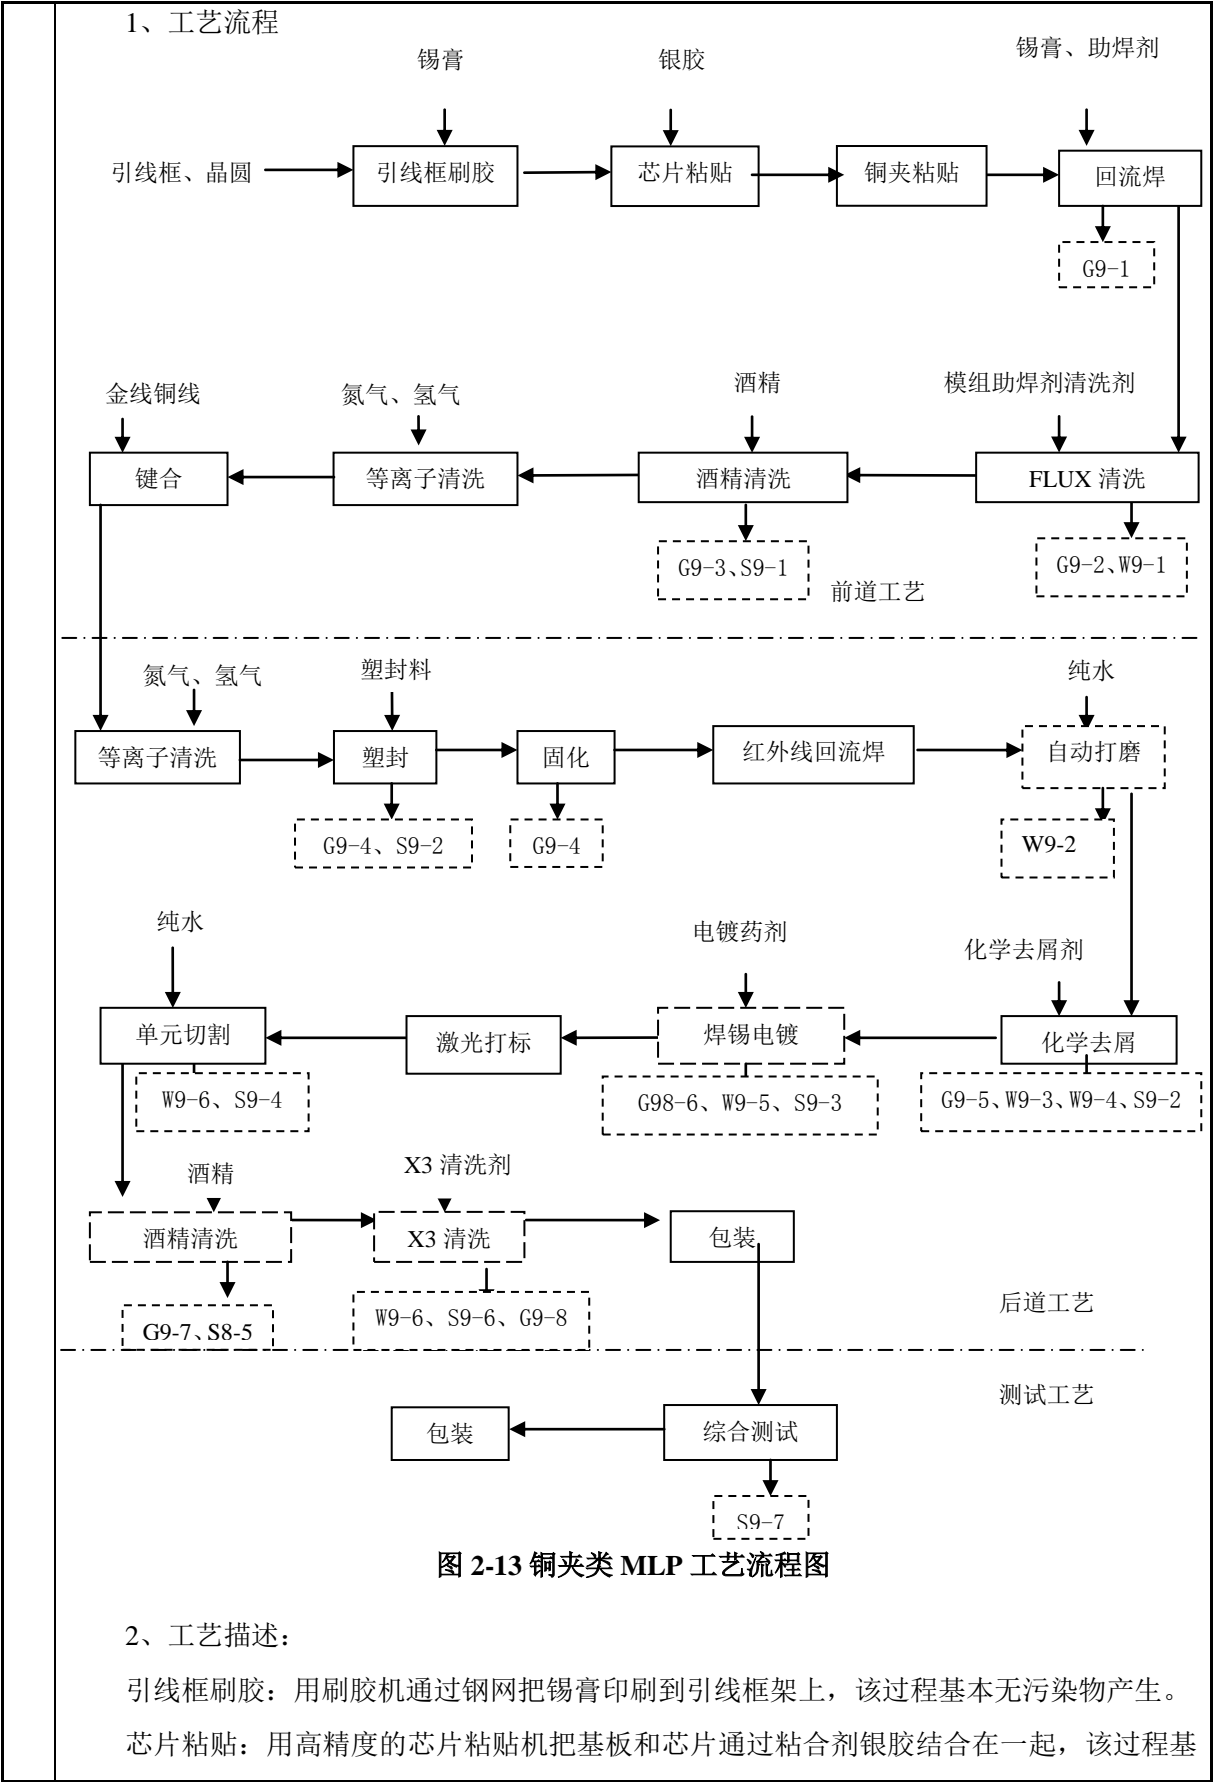 1、工艺流程
锡膏
银胶
锡膏、助焊剂
引线框、晶圆
引线框刷胶
芯片粘贴
铜夹粘贴
回流焊
G9-1
金线铜线
氮气、氢气
酒精
模组助焊剂清洗剂
键合
等离子清洗
酒精清洗
FLUX 清洗
G9-3、S9-1
G9-2、W9-1
前道工艺
氮气、氢气
塑封料
纯水
等离子清洗
塑封
固化
红外线回流焊
自动打磨
G9-4、S9-2
G9-4
W9-2
纯水
电镀药剂
化学去屑剂
单元切割
激光打标
焊锡电镀
化学去屑
W9-6、S9-4
G98-6、W9-5、S9-3
G9-5、W9-3、W9-4、S9-2
酒精
X3 清洗剂
酒精清洗
X3 清洗
包装
G9-7、S8-5
W9-6、S9-6、G9-8
后道工艺
测试工艺
包装
综合测试
S9-7
图 2-13 铜夹类 MLP 工艺流程图
2、工艺描述：
引线框刷胶：用刷胶机通过钢网把锡膏印刷到引线框架上，该过程基本无污染物产生。
芯片粘贴：用高精度的芯片粘贴机把基板和芯片通过粘合剂银胶结合在一起，该过程基